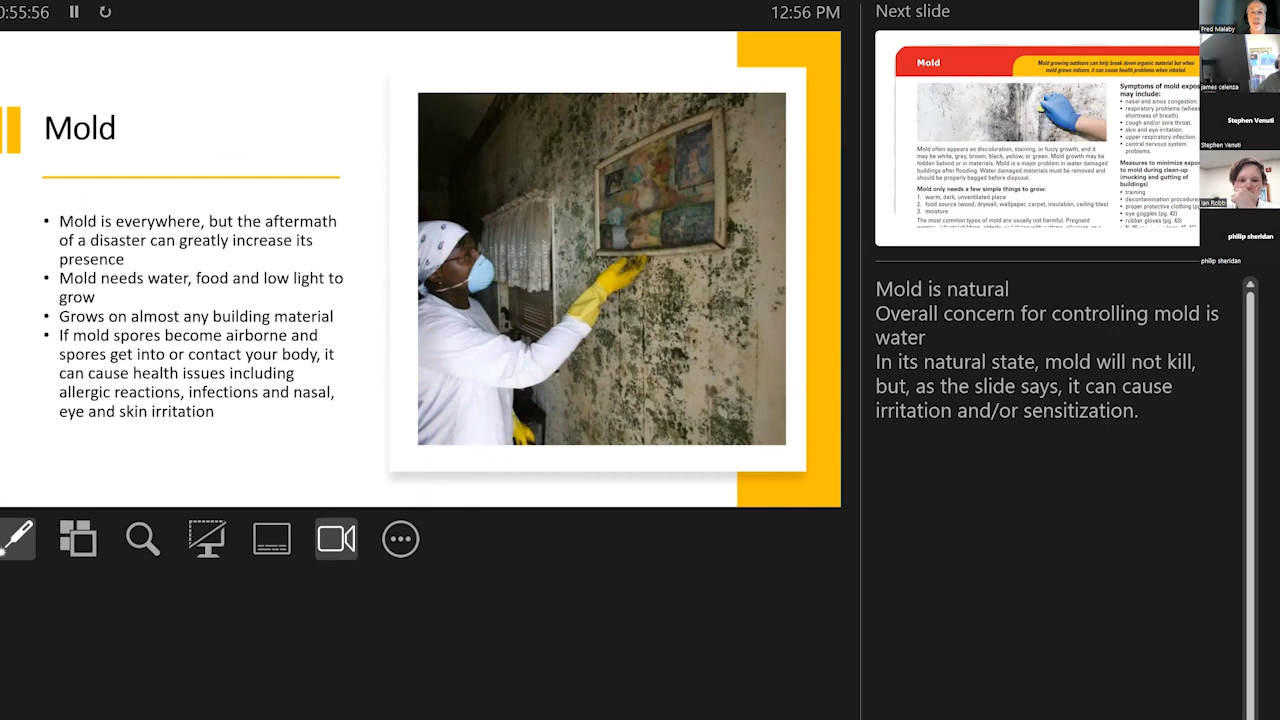 0:55:56
12:56 PM
Next slide
Mold
• Mold is everywhere, but the aftermath
of a disaster can greatly increase its
presence
• Mold needs water, food and low light to
grow
• Grows on almost any building material
• If mold spores become airborne and
spores get into or contact your body, it
can cause health issues including
allergic reactions, infections and nasal,
eye and skin irritation
Mold
Mold growing outdoors can help break down organic material but when
mold grows indoors, it can cause health problems when inhaled.
Mold often appears as discoloration, staining, or fuzzy growth, and it
may be white, grey, brown, black, yellow, or green. Mold growth may be
hidden behind or in materials. Mold is a major problem in water damaged
buildings after flooding. Water damaged materials must be removed and
should be properly bagged before disposal.
Mold only needs a few simple things to grow:
1. warm, dark, unventilated place
2. food source (wood, drywall, wallpaper, carpet, insulation, ceiling tiles)
3. moisture
The most common types of mold are usually not harmful. Pregnant
Symptoms of mold
may include:
• nasal and sinus congestion.
• respiratory problems
shortness of breath).
• cough and/or sore throat.
• skin and eye irritation.
• upper respiratory infection.
• central nervous system
problems.
Measures to minimize
to mold during clean-up
(mucking and gutting of
buildings)
• training
• decontamination
• proper protective clothing
• eye goggles (pg. 42)
• rubber gloves (pg. 43)
Fred Malaby
james celenza
Stephen Venuti
Stephen Venuti
Ian Robb
philip sheridan
philip sheridan
Mold is natural
Overall concern for controlling mold is
water
In its natural state, mold will not kill,
but, as the slide says, it can cause
irritation and/or sensitization.